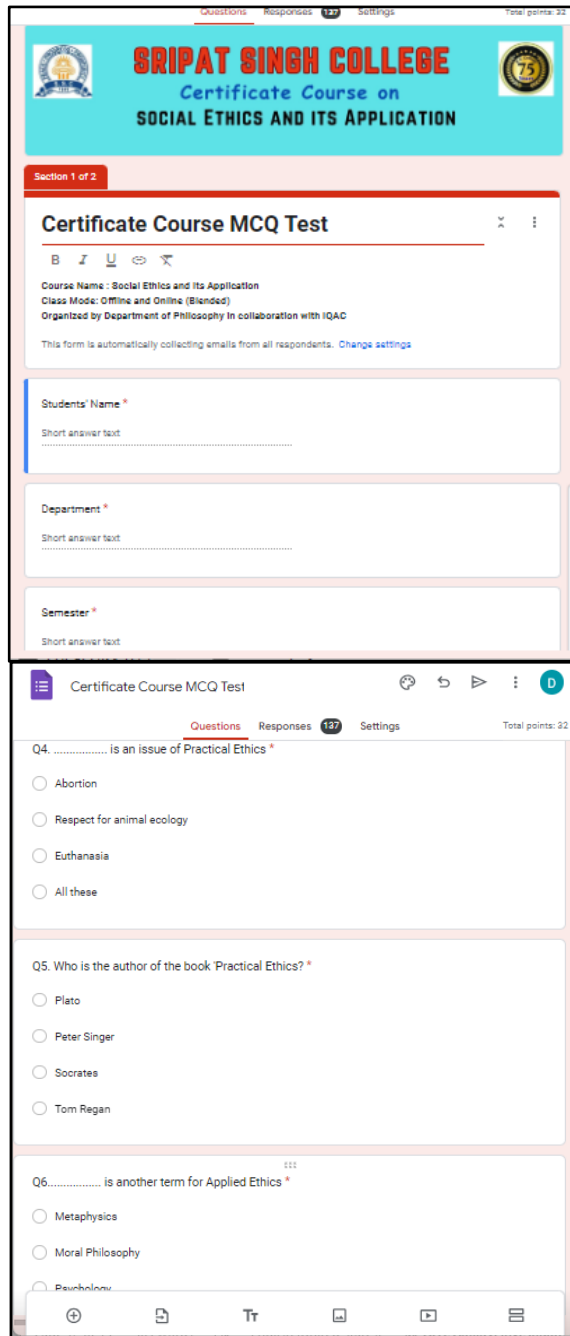 Questions Responses 137 Settings Total points: 32
SRIPAT SINGH COLLEGE
Certificate Course on
SOCIAL ETHICS AND ITS APPLICATION
75
Section 1 of 2
Certificate Course MCQ Test
B I U
Course Name : Social Ethics and its Application
Class Mode: Offline and Online (Blended)
Organized by Department of Philosophy in collaboration with IQAC
This form is automatically collecting emails from all respondents. Change settings
Students' Name *
Short answer text
Department *
Short answer text
Semester *
Short answer text
Certificate Course MCQ Test D
Questions Responses 137 Settings Total points: 32
Q4. ................ is an issue of Practical Ethics *
Abortion
Respect for animal ecology
Euthanasia
All these
Q5. Who is the author of the book 'Practical Ethics? *
Plato
Peter Singer
Socrates
Tom Regan
Q6................. is another term for Applied Ethics *
Metaphysics
Moral Philosophy
Psychology
Tт